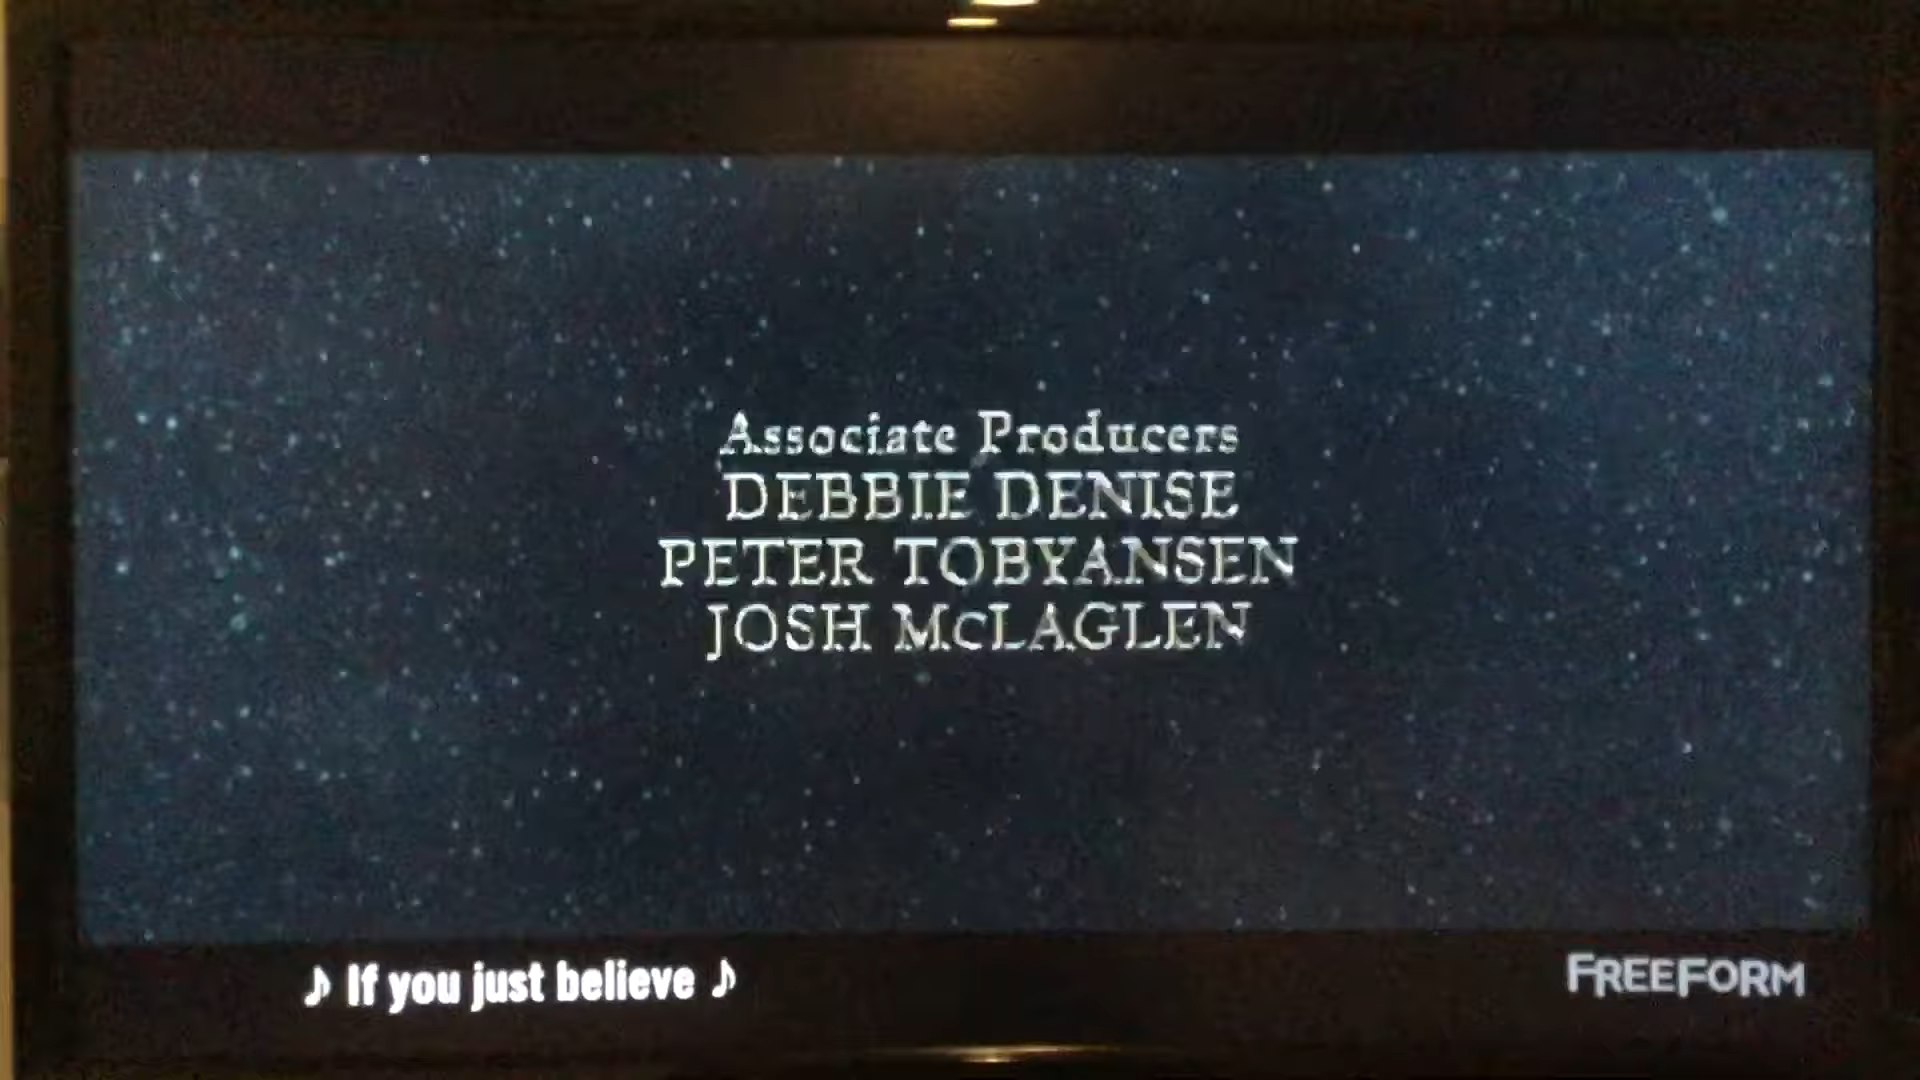 Associate Producers
DEBBIE DENISE
PETER TOBYANSEN
JOSH McLAGLEN
♪ If you just believe ♪
FREEFORM